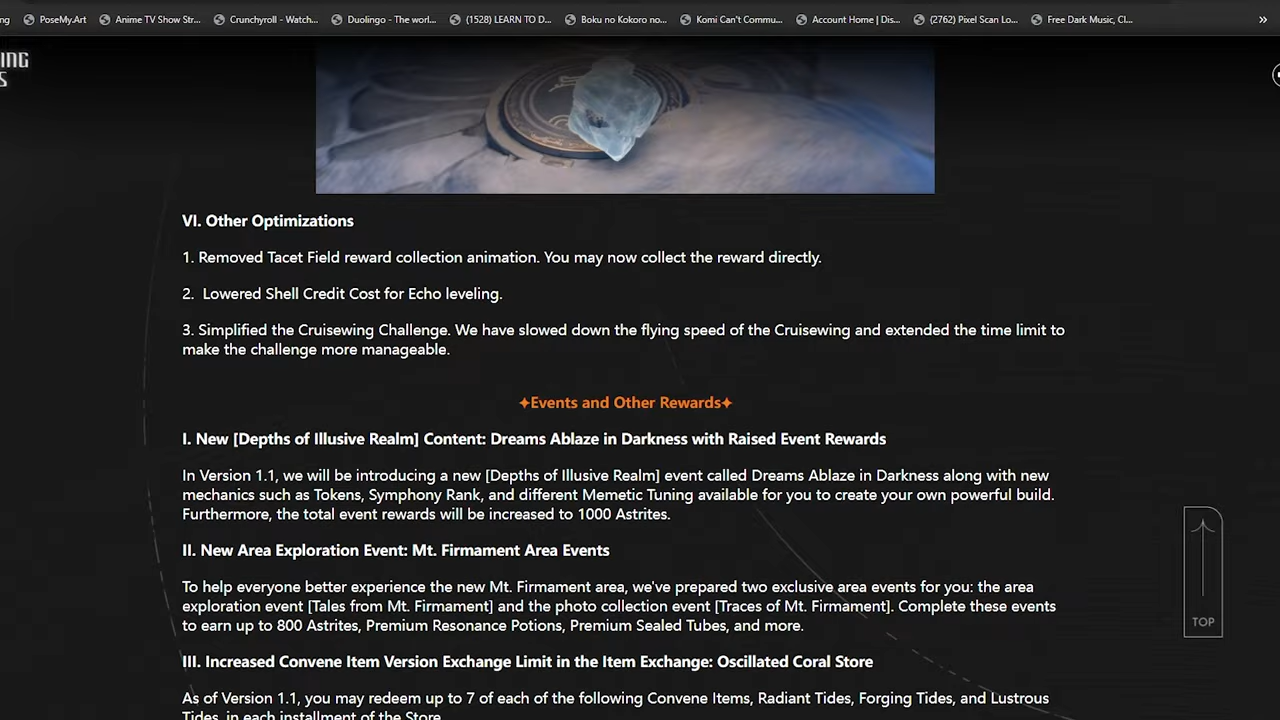 ng PoseMy.Art Anime TV Show Str... Crunchyroll - Watch... Duolingo - The worl... (1528) LEARN TO D... Boku no Kokoro no... Komi Can't Commu... Account Home | Dis... (2762) Pixel Scan Lo... Free Dark Music, Cl... »
ING
S
VI. Other Optimizations
1. Removed Tacet Field reward collection animation. You may now collect the reward directly.
2.  Lowered Shell Credit Cost for Echo leveling.
3. Simplified the Cruisewing Challenge. We have slowed down the flying speed of the Cruisewing and extended the time limit to
make the challenge more manageable.
✦Events and Other Rewards✦
I. New [Depths of Illusive Realm] Content: Dreams Ablaze in Darkness with Raised Event Rewards
In Version 1.1, we will be introducing a new [Depths of Illusive Realm] event called Dreams Ablaze in Darkness along with new
mechanics such as Tokens, Symphony Rank, and different Memetic Tuning available for you to create your own powerful build.
Furthermore, the total event rewards will be increased to 1000 Astrites.
II. New Area Exploration Event: Mt. Firmament Area Events
To help everyone better experience the new Mt. Firmament area, we've prepared two exclusive area events for you: the area
exploration event [Tales from Mt. Firmament] and the photo collection event [Traces of Mt. Firmament]. Complete these events
to earn up to 800 Astrites, Premium Resonance Potions, Premium Sealed Tubes, and more.
TOP
III. Increased Convene Item Version Exchange Limit in the Item Exchange: Oscillated Coral Store
As of Version 1.1, you may redeem up to 7 of each of the following Convene Items, Radiant Tides, Forging Tides, and Lustrous
Tides, in each installment of the Store.